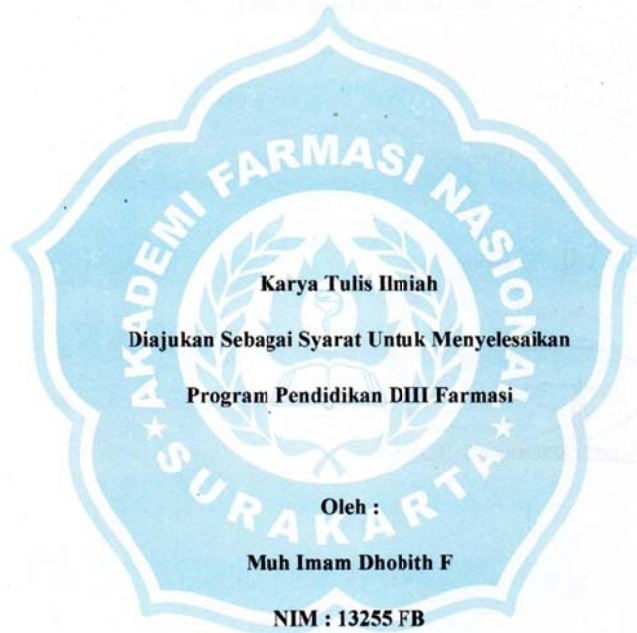 AKADEMI FARMASI NASIONAL
Karya Tulis Ilmiah
Diajukan Sebagai Syarat Untuk Menyelesaikan
Program Pendidikan DIII Farmasi
★ SURAKARTA ★
Oleh :
Muh Imam Dhobith F
NIM : 13255 FB